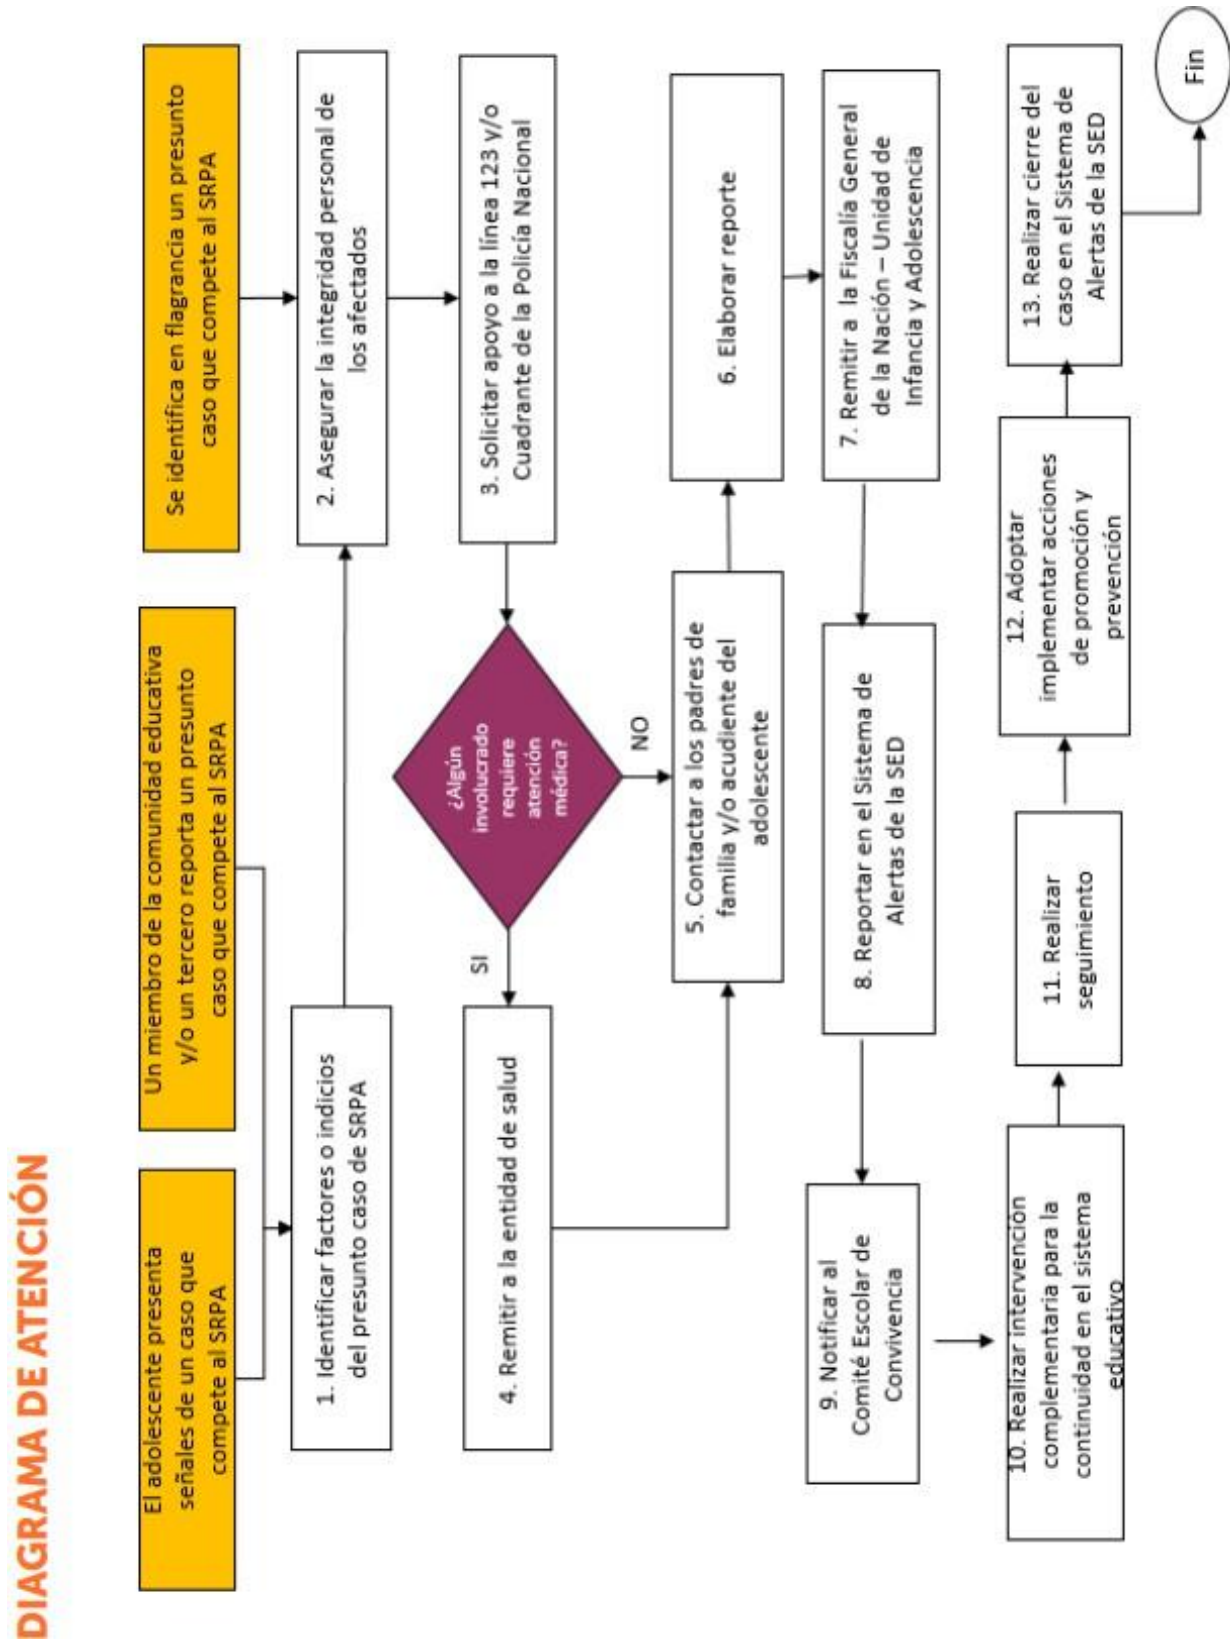 DIAGRAMA DE ATENCIÓN
El adolescente presenta
señales de un caso que
compete al SRPA
Un miembro de la comunidad educativa
y/o un tercero reporta un presunto
caso que compete al SRPA
Se identifica en flagrancia un presunto
caso que compete al SRPA
1. Identificar factores o indicios
del presunto caso de SRPA
2. Asegurar la integridad personal de
los afectados
3. Solicitar apoyo a la línea 123 y/o
Cuadrante de la Policía Nacional
¿Algún
involucrado
requiere
atención
médica?
SI
NO
4. Remitir a la entidad de salud
5. Contactar a los padres de
familia y/o acudiente del
adolescente
6. Elaborar reporte
7. Remitir a la Fiscalía General
de la Nación – Unidad de
Infancia y Adolescencia
8. Reportar en el Sistema de
Alertas de la SED
9. Notificar al
Comité Escolar de
Convivencia
10. Realizar intervención
complementaria para la
continuidad en el sistema
educativo
11. Realizar
seguimiento
12. Adoptar
implementar acciones
de promoción y
prevención
13. Realizar cierre del
caso en el Sistema de
Alertas de la SED
Fin